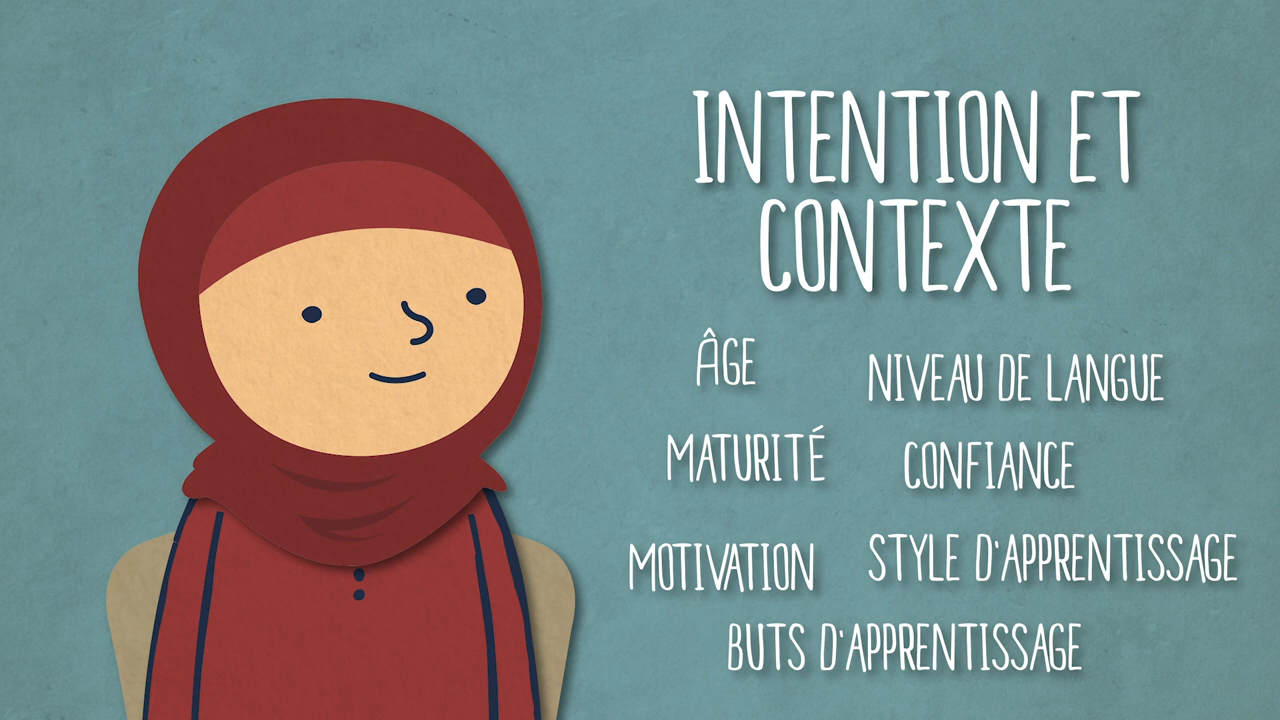 INTENTION ET
CONTEXTE
ÂGE
NIVEAU DE LANGUE
MATURITÉ
CONFIANCE
MOTIVATION
STYLE D'APPRENTISSAGE
BUTS D'APPRENTISSAGE